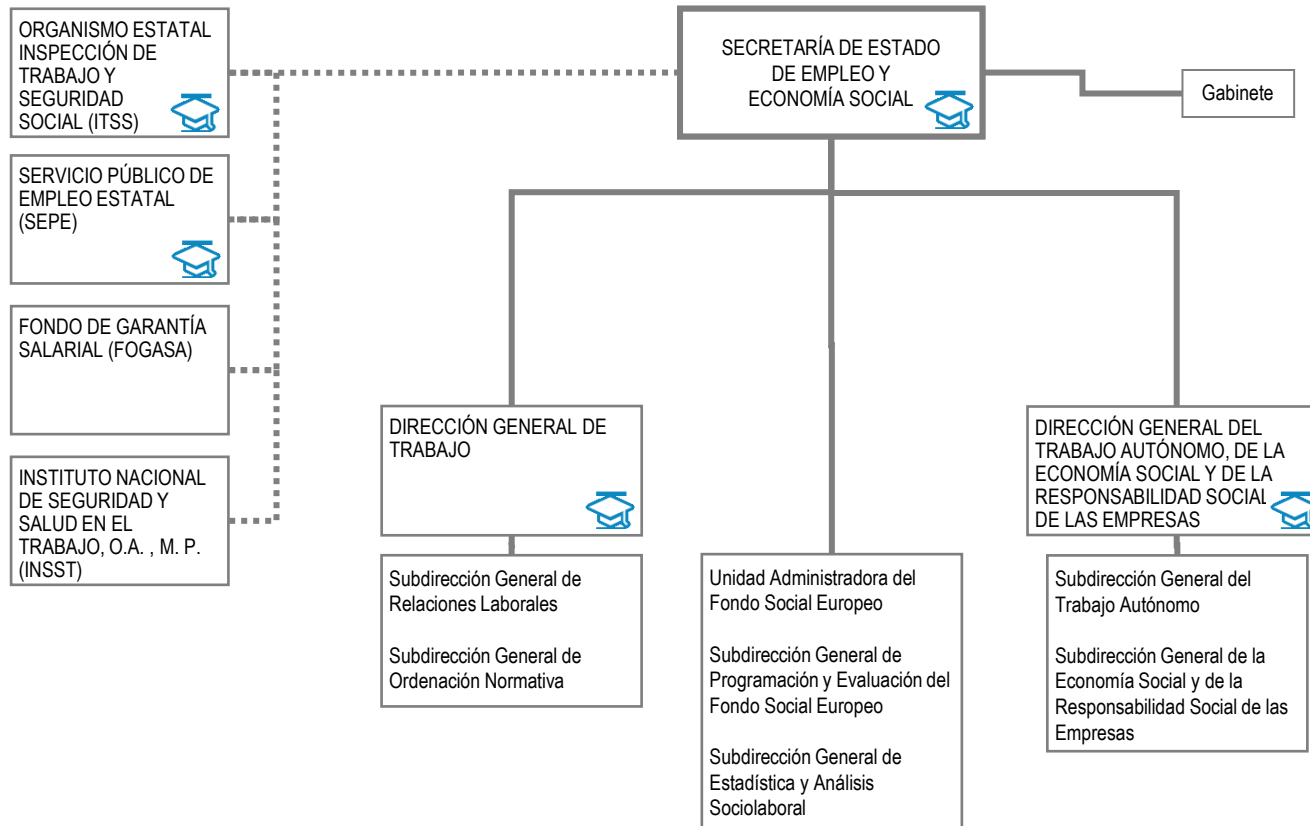 ORGANISMO ESTATAL
INSPECCIÓN DE
TRABAJO Y
SEGURIDAD
SOCIAL (ITSS)
SECRETARÍA DE ESTADO
DE EMPLEO Y
ECONOMÍA SOCIAL
Gabinete
SERVICIO PÚBLICO DE
EMPLEO ESTATAL
(SEPE)
FONDO DE GARANTÍA
SALARIAL (FOGASA)
INSTITUTO NACIONAL
DE SEGURIDAD Y
SALUD EN EL
TRABAJO, O.A. , M. P.
(INSST)
DIRECCIÓN GENERAL DE
TRABAJO
DIRECCIÓN GENERAL DEL
TRABAJO AUTÓNOMO, DE LA
ECONOMÍA SOCIAL Y DE LA
RESPONSABILIDAD SOCIAL
DE LAS EMPRESAS
Subdirección General de
Relaciones Laborales
Subdirección General de
Ordenación Normativa
Unidad Administradora del
Fondo Social Europeo
Subdirección General de
Programación y Evaluación del
Fondo Social Europeo
Subdirección General de
Estadística y Análisis
Sociolaboral
Subdirección General del
Trabajo Autónomo
Subdirección General de la
Economía Social y de la
Responsabilidad Social de las
Empresas